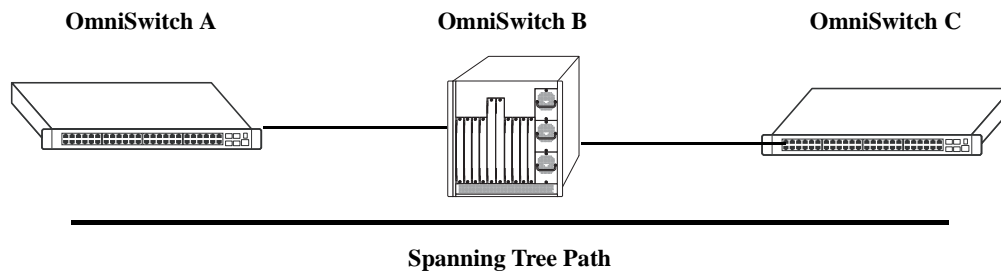 OmniSwitch A
OmniSwitch B
OmniSwitch C
Spanning Tree Path